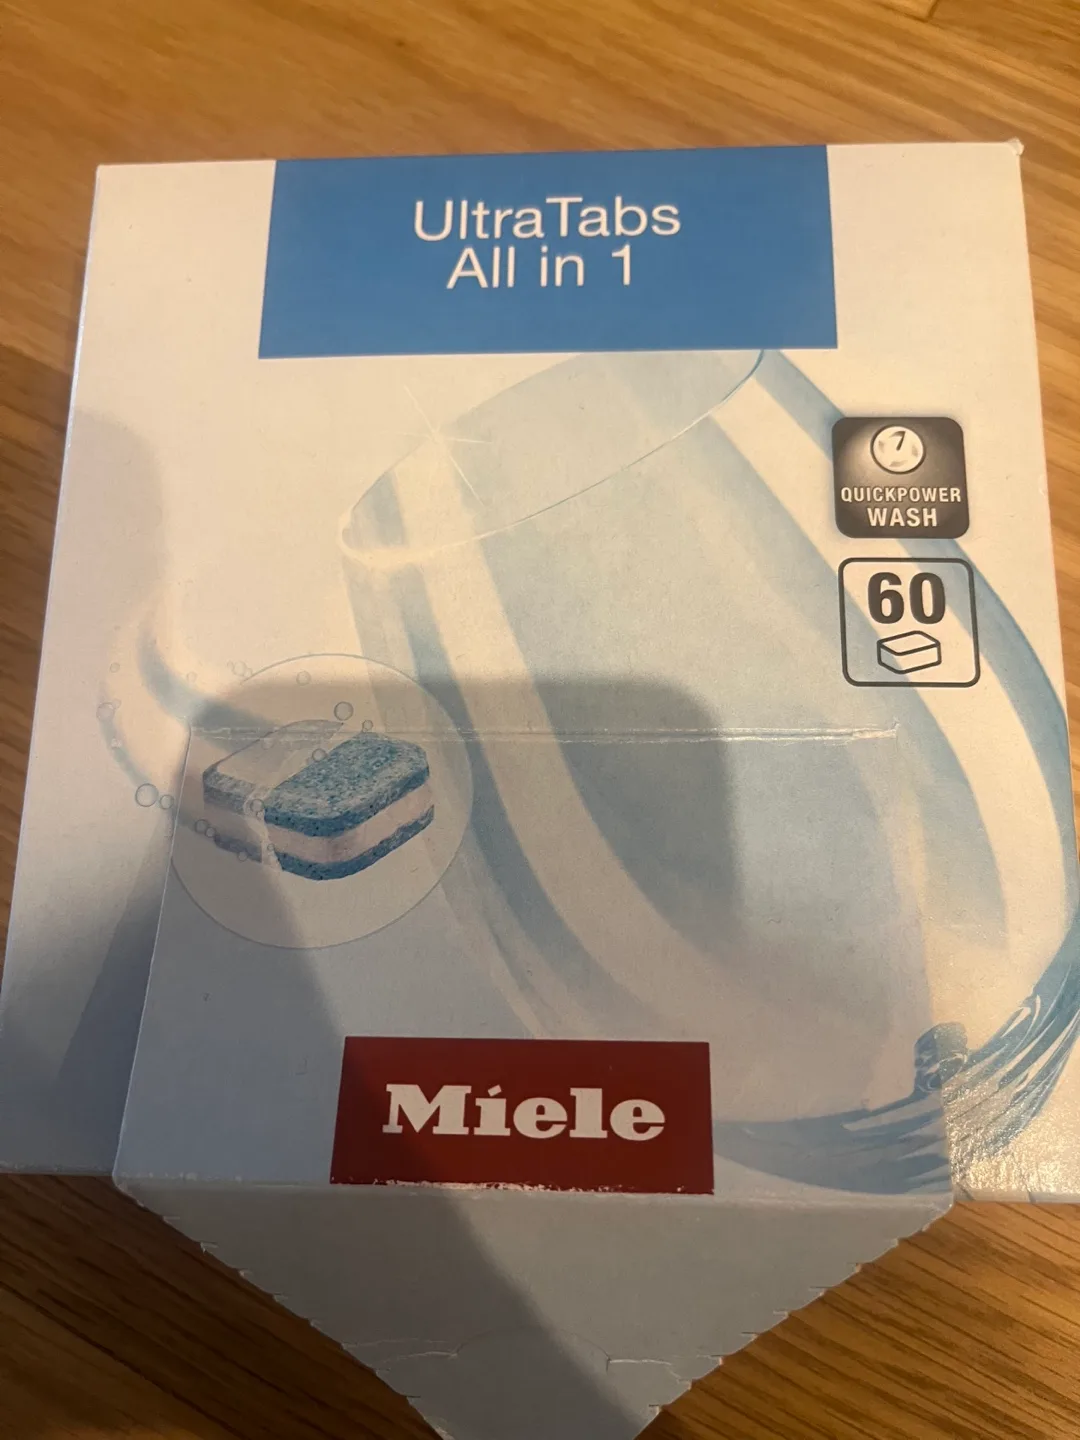 UltraTabs
All in 1
7
QUICKPOWER
WASH
60
Miele